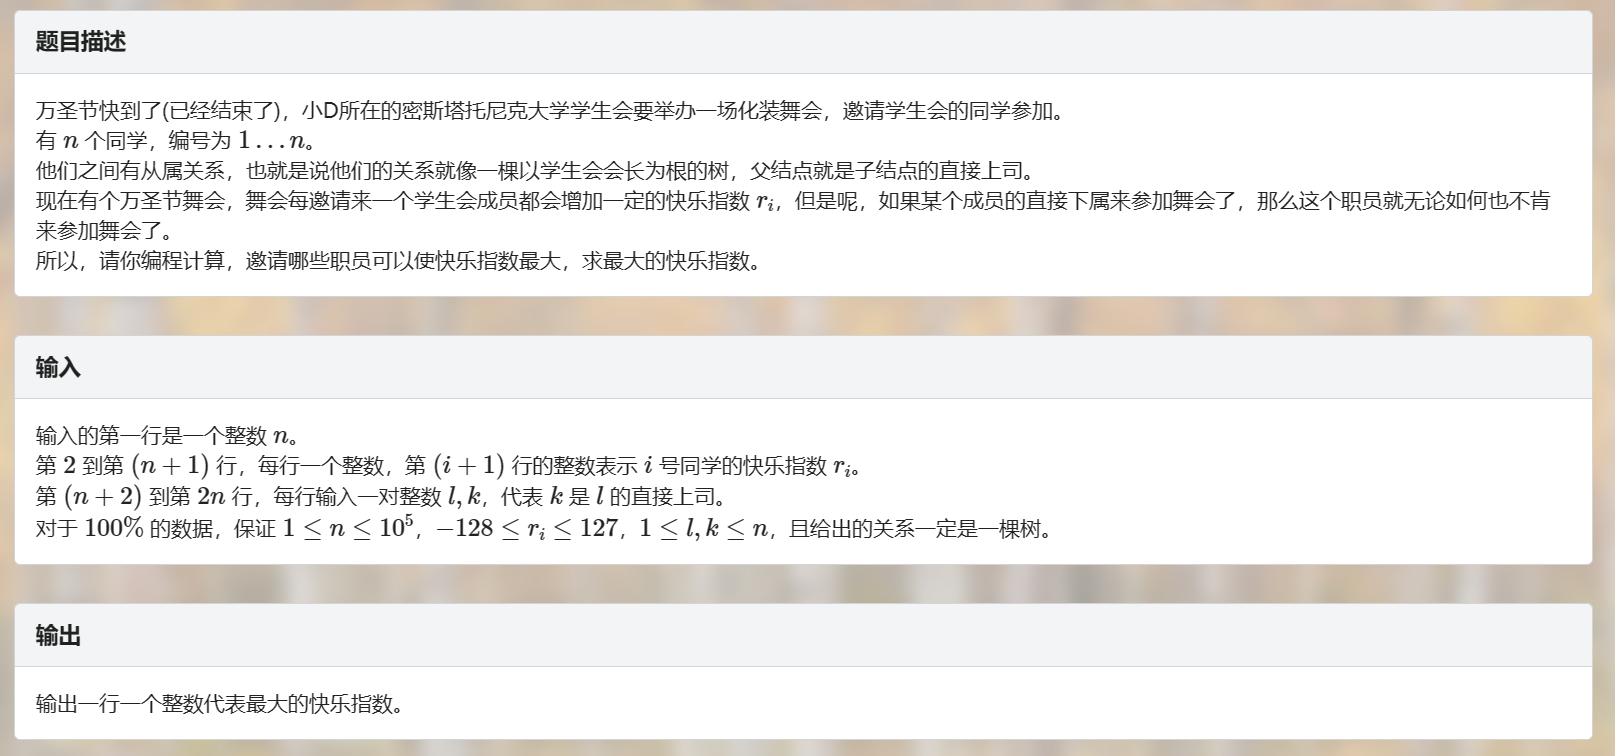 题目描述
万圣节快到了(已经结束了)，小D所在的密斯塔托尼克大学学生会要举办一场化装舞会，邀请学生会的同学参加。
有 n 个同学，编号为 1…n。
他们之间有从属关系，也就是说他们的关系就像一棵以学生会会长为根的树，父结点就是子结点的直接上司。
现在有个万圣节舞会，舞会每邀请来一个学生会成员都会增加一定的快乐指数 rᵢ，但是呢，如果某个成员的直接下属来参加舞会了，那么这个职员就无论如何也不肯
来参加舞会了。
所以，请你编程计算，邀请哪些职员可以使快乐指数最大，求最大的快乐指数。
输入
输入的第一行是一个整数 n。
第 2 到第 (n + 1) 行，每行一个整数，第 (i + 1) 行的整数表示 i 号同学的快乐指数 rᵢ。
第 (n + 2) 到第 2n 行，每行输入一对整数 l, k，代表 k 是 l 的直接上司。
对于 100% 的数据，保证 1 ≤ n ≤ 10⁵，−128 ≤ rᵢ ≤ 127，1 ≤ l, k ≤ n，且给出的关系一定是一棵树。
输出
输出一行一个整数代表最大的快乐指数。